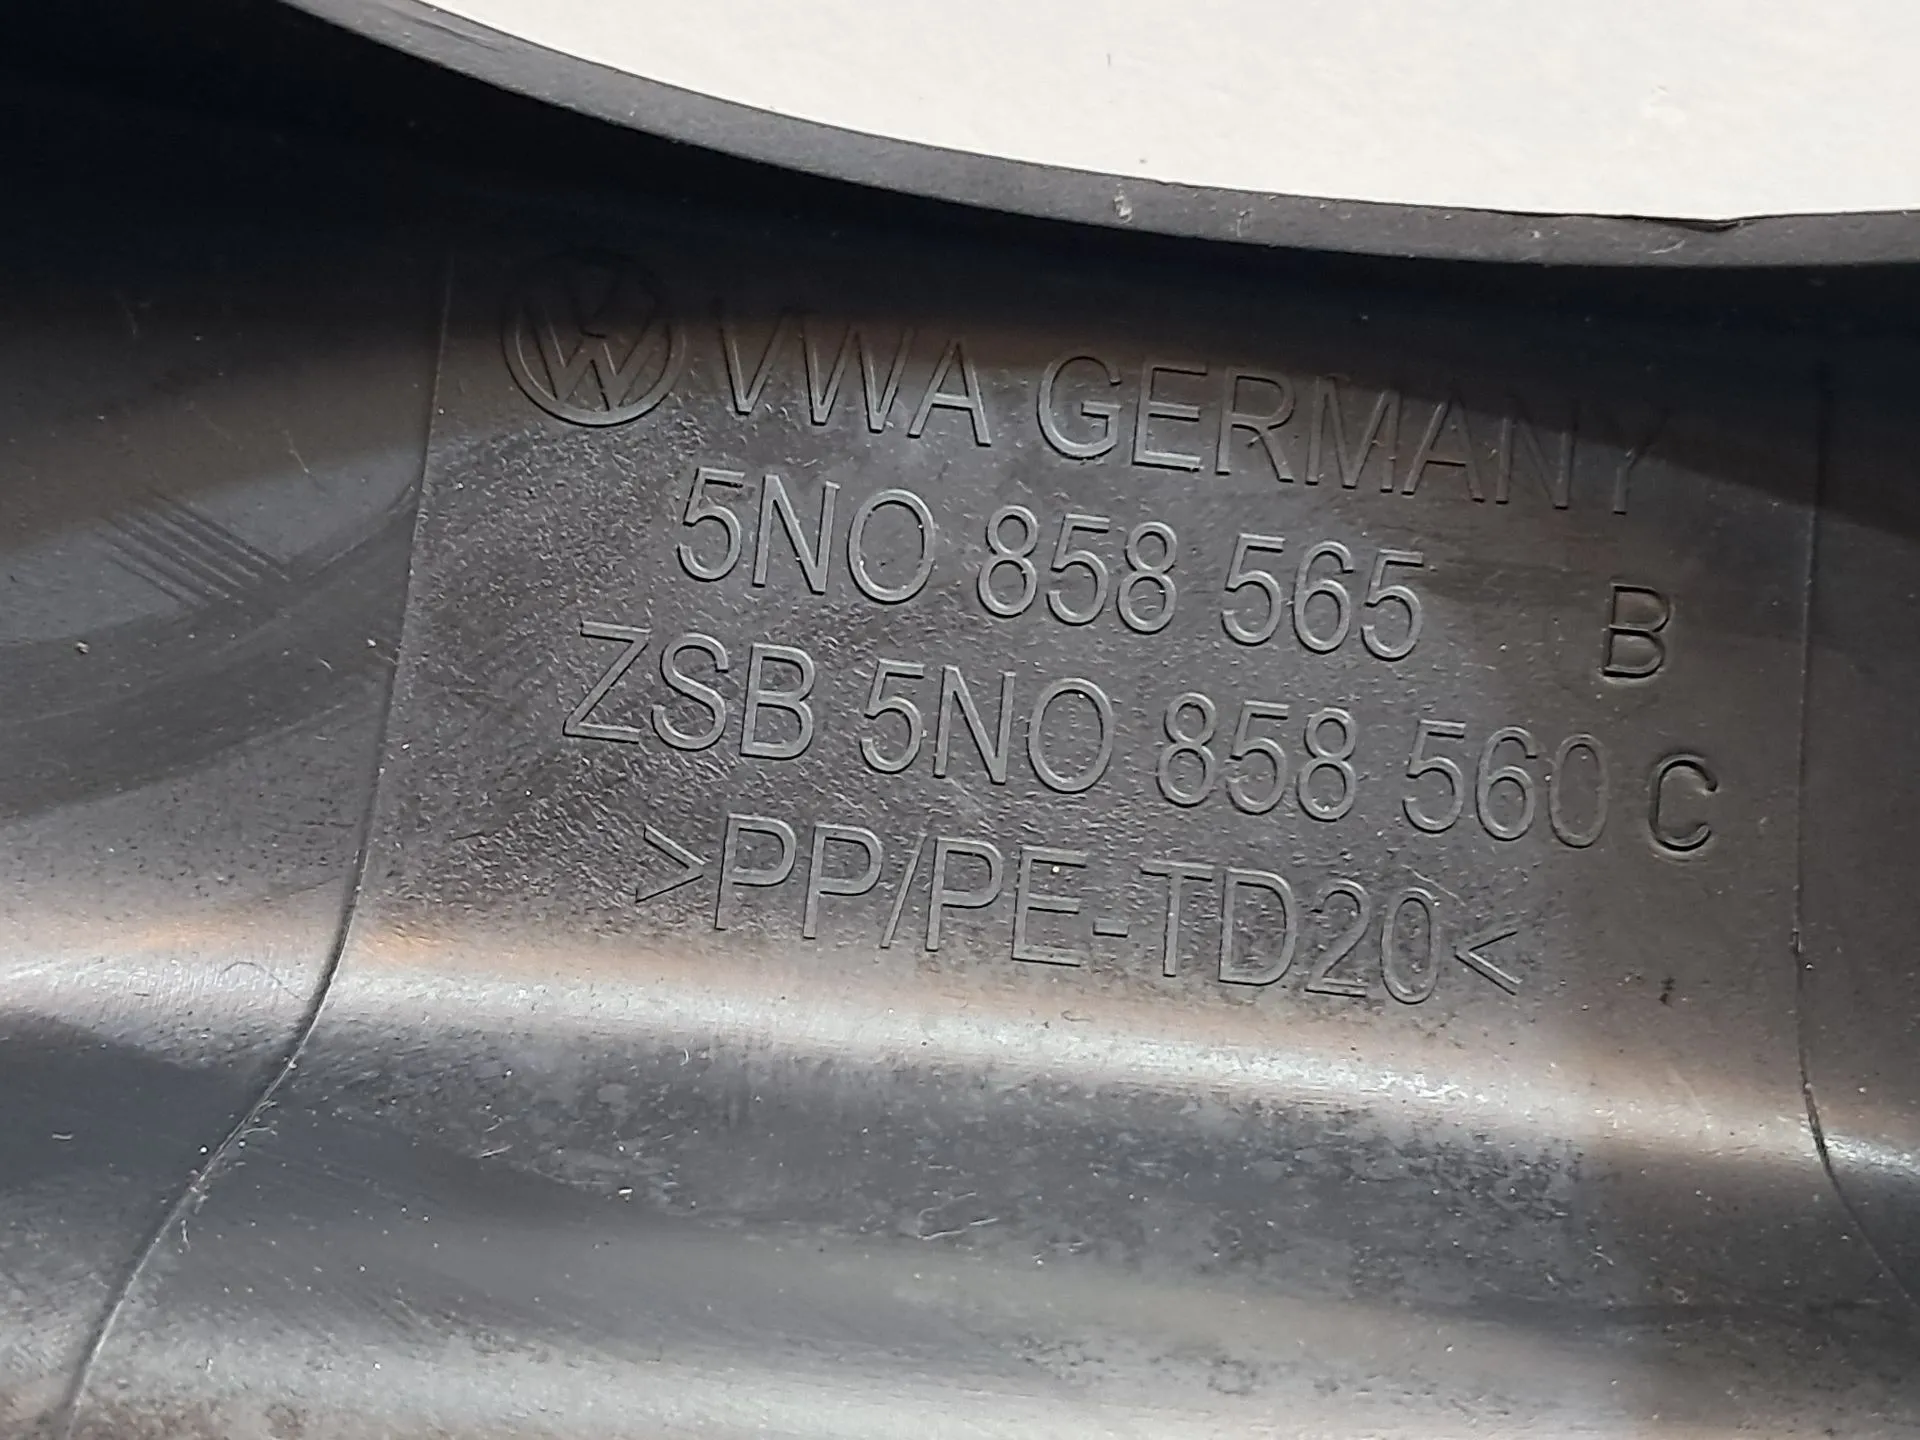 VWA GERMANY
5N0 858 565 B
ZSB 5N0 858 560 C
>PP/PE-TD20<